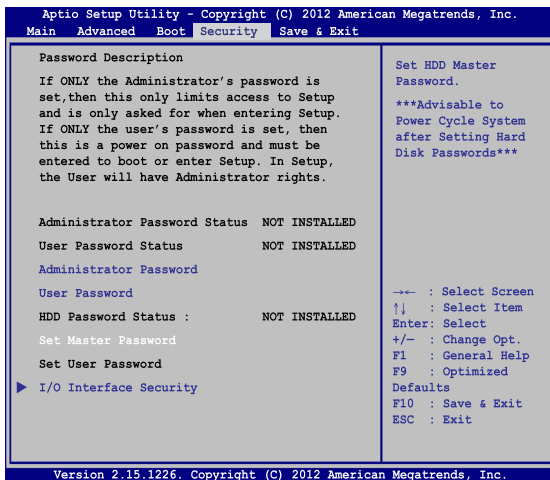 Aptio Setup Utility - Copyright (C) 2012 American Megatrends, Inc.
Main Advanced Boot Security Save & Exit
Password Description
If ONLY the Administrator's password is
set,then this only limits access to Setup
and is only asked for when entering Setup.
If ONLY the user's password is set, then
this is a power on password and must be
entered to boot or enter Setup. In Setup,
the User will have Administrator rights.
Administrator Password Status NOT INSTALLED
User Password Status NOT INSTALLED
Administrator Password
User Password
HDD Password Status : NOT INSTALLED
Set Master Password
Set User Password
I/O Interface Security
Set HDD Master
Password.
***Advisable to
Power Cycle System
after Setting Hard
Disk Passwords***
→← : Select Screen
↑↓ : Select Item
Enter: Select
+/— : Change Opt.
F1 : General Help
F9 : Optimized
Defaults
F10 : Save & Exit
ESC : Exit
Version 2.15.1226. Copyright (C) 2012 American Megatrends, Inc.